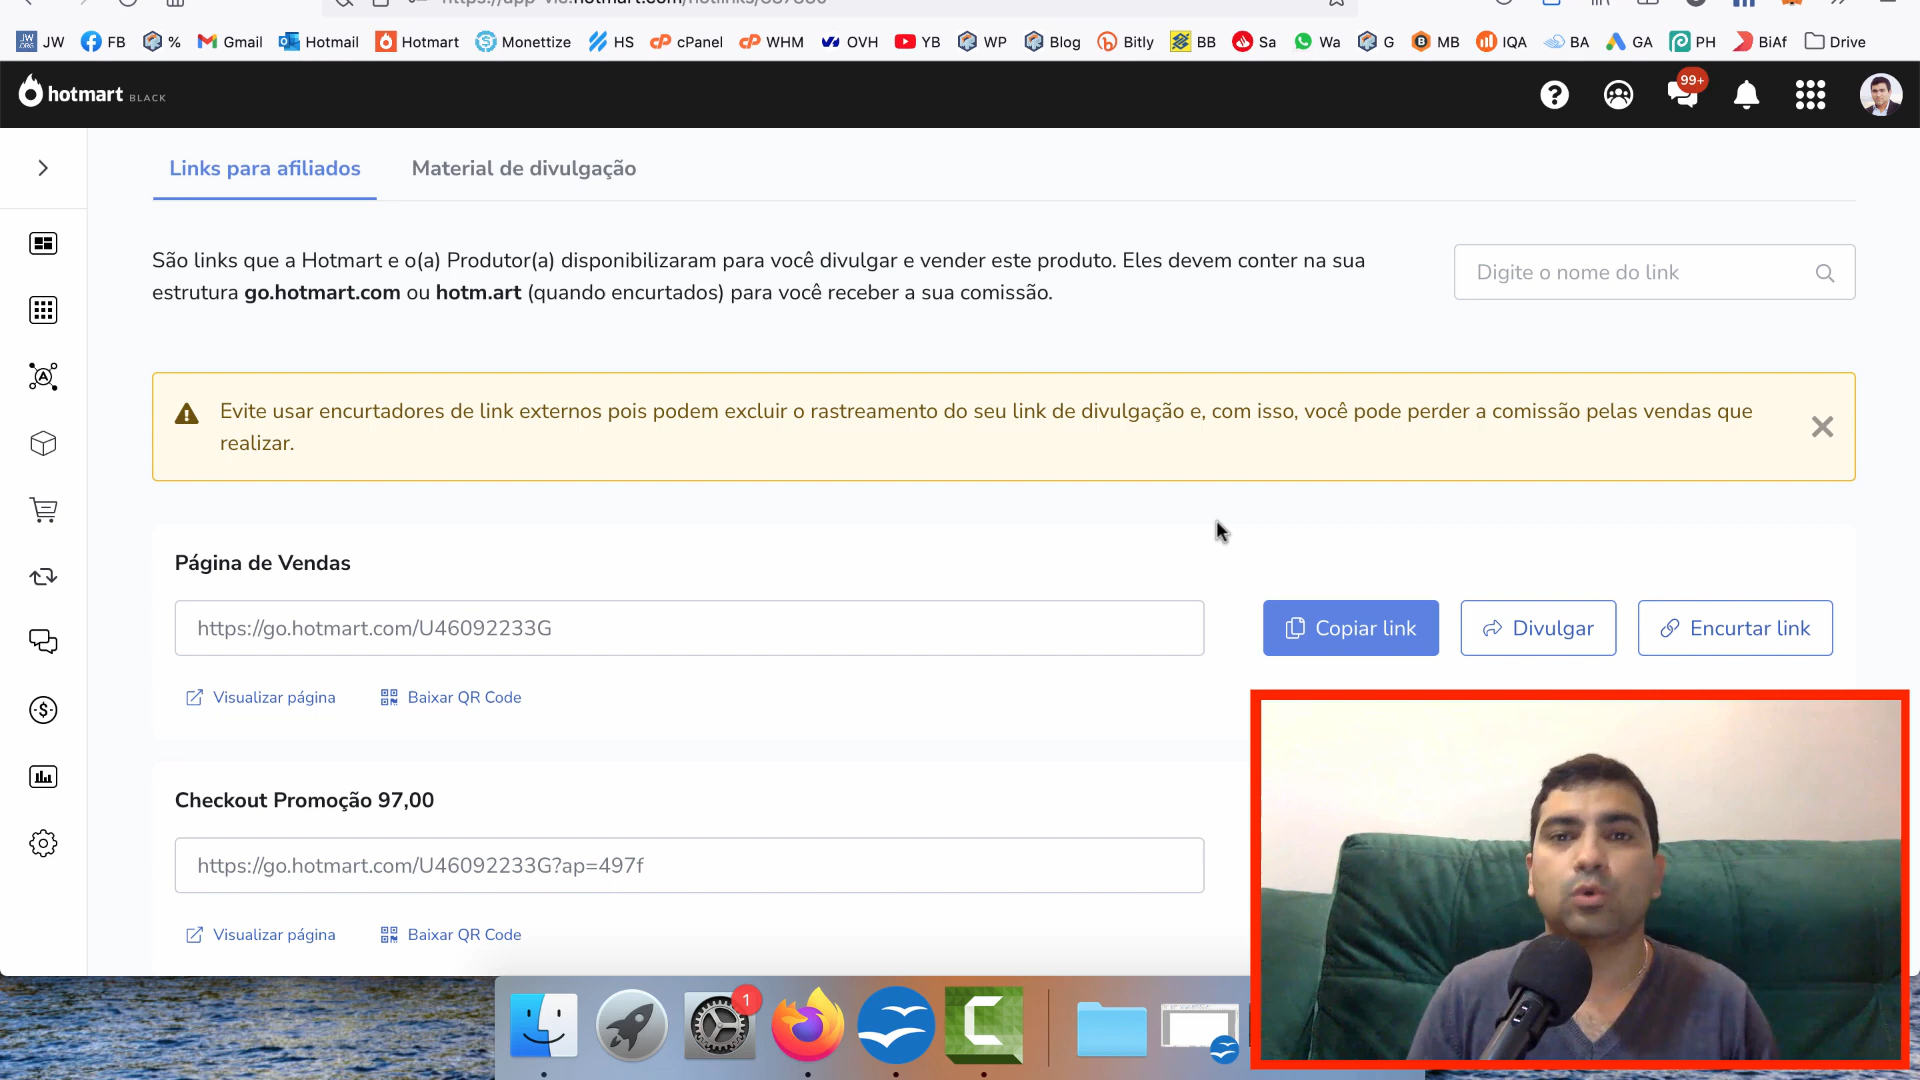 JW FB % Gmail Hotmail Hotmart Monettize HS cPanel WHM OVH YB WP Blog Bitly BB Sa Wa G MB IQA BA GA PH BiAf Drive
hotmart BLACK
99+
Links para afiliados
Material de divulgação
São links que a Hotmart e o(a) Produtor(a) disponibilizaram para você divulgar e vender este produto. Eles devem conter na sua
estrutura go.hotmart.com ou hotm.art (quando encurtados) para você receber a sua comissão.
Digite o nome do link
Evite usar encurtadores de link externos pois podem excluir o rastreamento do seu link de divulgação e, com isso, você pode perder a comissão pelas vendas que
realizar.
Página de Vendas
https://go.hotmart.com/U46092233G
Copiar link
Divulgar
Encurtar link
Visualizar página
Baixar QR Code
Checkout Promoção 97,00
https://go.hotmart.com/U46092233G?ap=497f
Visualizar página
Baixar QR Code
1